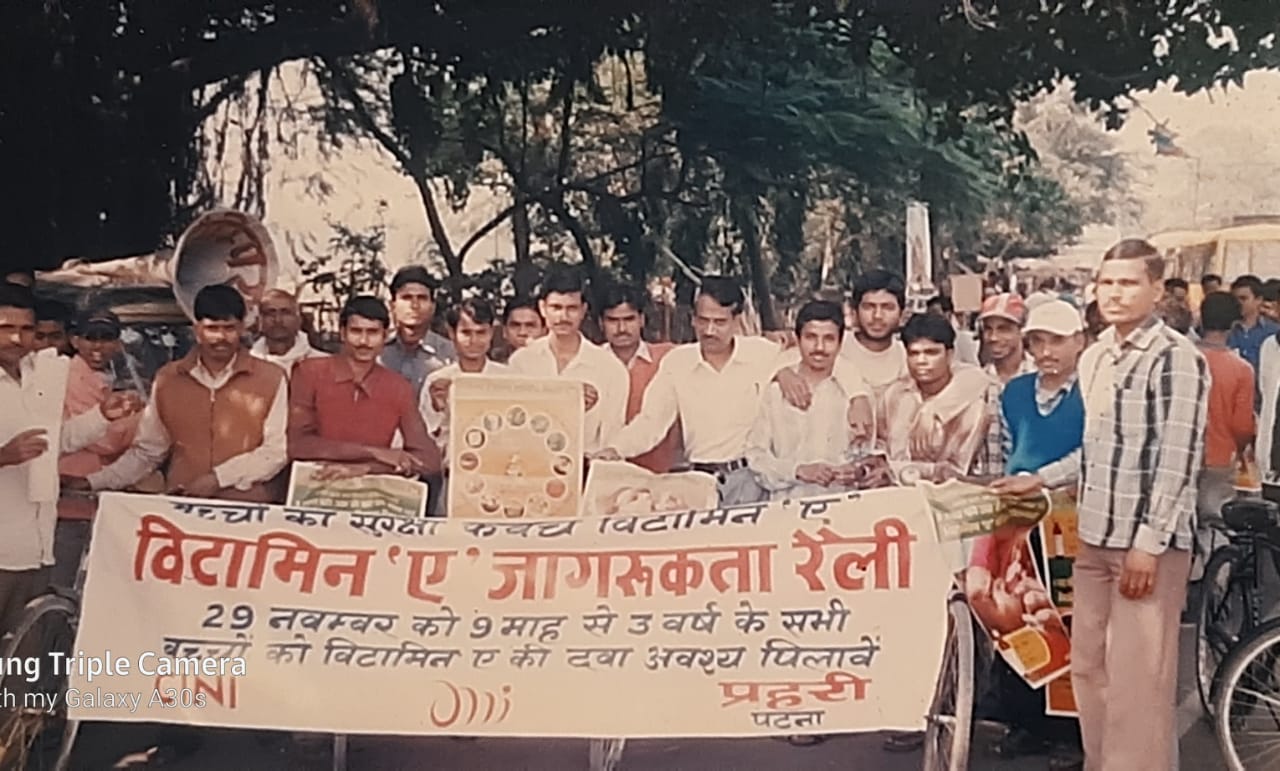 बच्चों का सुरक्षा कवच विटामिन 'ए'
विटामिन 'ए' जागरूकता रैली
29 नवम्बर को 9 माह से 3 वर्ष के सभी
बच्चों को विटामिन ए की दवा अवश्य पिलावें
प्रहरी
पटना
ung Triple Camera
th my Galaxy A30s